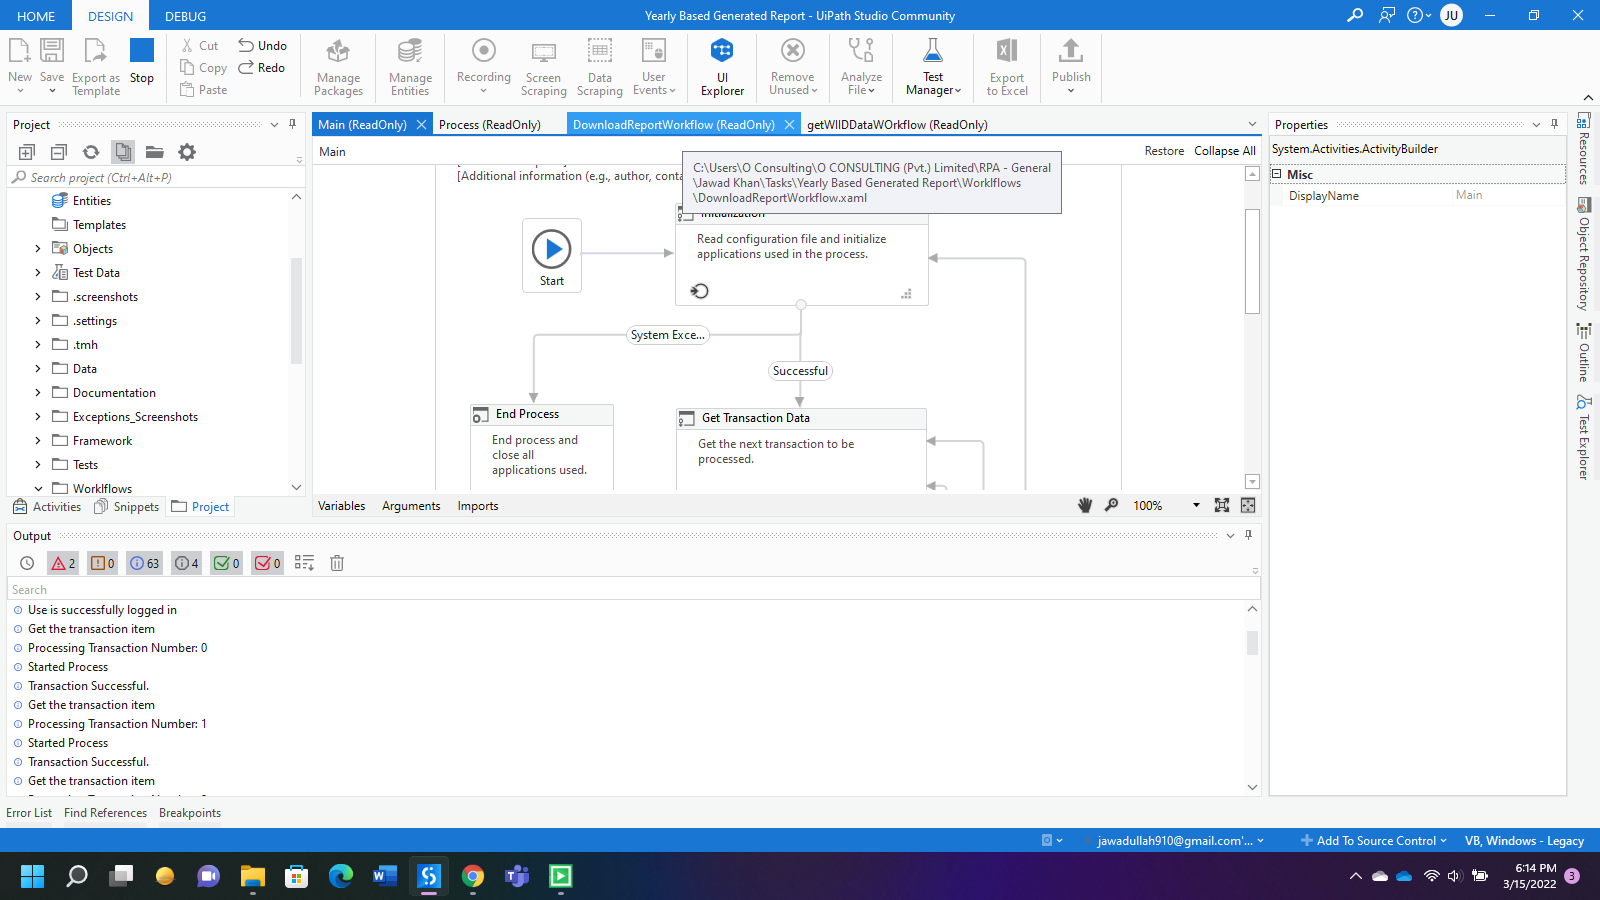 HOME
DESIGN
DEBUG
Yearly Based Generated Report - UiPath Studio Community
JU
New
Save
Export as Template
Stop
Cut
Copy
Paste
Undo
Redo
Manage Packages
Manage Entities
Recording
Screen Scraping
Data Scraping
User Events
UI Explorer
Remove Unused
Analyze File
Test Manager
Export to Excel
Publish
Project
Search project (Ctrl+Alt+P)
Entities
Templates
Objects
Test Data
.screenshots
.settings
.tmh
Data
Documentation
Exceptions_Screenshots
Framework
Tests
Worklflows
Activities
Snippets
Project
Main (ReadOnly)
Process (ReadOnly)
DownloadReportWorkflow (ReadOnly)
getWIIDDataWOrkflow (ReadOnly)
Main
Restore
Collapse All
[Additional information (e.g., author, conta
C:\Users\O Consulting\O CONSULTING (Pvt.) Limited\RPA - General
\Jawad Khan\Tasks\Yearly Based Generated Report\Worklflows
\DownloadReportWorkflow.xaml
Initialization
Read configuration file and initialize
applications used in the process.
Start
System Exce...
Successful
End Process
End process and
close all
applications used.
Get Transaction Data
Get the next transaction to be
processed.
Variables
Arguments
Imports
100%
Properties
System.Activities.ActivityBuilder
Misc
DisplayName
Main
Resources
Object Repository
Outline
Test Explorer
Output
2
0
63
4
0
0
Search
Use is successfully logged in
Get the transaction item
Processing Transaction Number: 0
Started Process
Transaction Successful.
Get the transaction item
Processing Transaction Number: 1
Started Process
Transaction Successful.
Get the transaction item
Error List
Find References
Breakpoints
jawadullah910@gmail.com'...
Add To Source Control
VB, Windows - Legacy
6:14 PM
3/15/2022
3